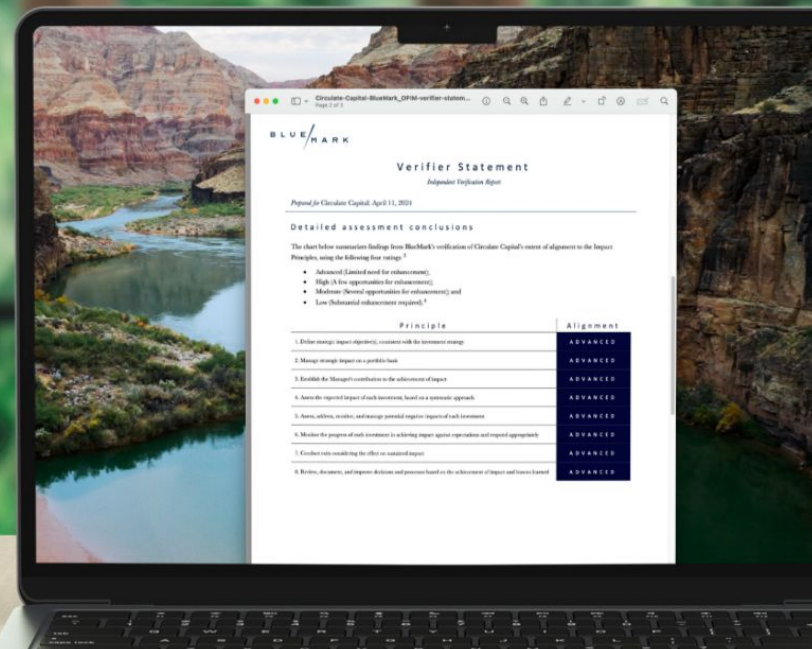 Circulate-Capital-BlueMark_OPIM-verifier-statem...
Page 2 of 3
BLUEMARK
Verifier Statement
Independent Verification Report
Prepared for Circulate Capital: April 11, 2024
Detailed assessment conclusions
The chart below summarizes findings from BlueMark's verification of Circulate Capital's extent of alignment to the Impact
Principles, using the following four ratings: 3
• Advanced (Limited need for enhancement);
• High (A few opportunities for enhancement);
• Moderate (Several opportunities for enhancement); and
• Low (Substantial enhancement required). 4
Principle Alignment
1. Define strategic impact objective(s), consistent with the investment strategy ADVANCED
2. Manage strategic impact on a portfolio basis ADVANCED
3. Establish the Manager's contribution to the achievement of impact ADVANCED
4. Assess the expected impact of each investment, based on a systematic approach ADVANCED
5. Assess, address, monitor, and manage potential negative impacts of each investment ADVANCED
6. Monitor the progress of each investment in achieving impact against expectations and respond appropriately ADVANCED
7. Conduct exits considering the effect on sustained impact ADVANCED
8. Review, document, and improve decisions and processes based on the achievement of impact and lessons learned ADVANCED